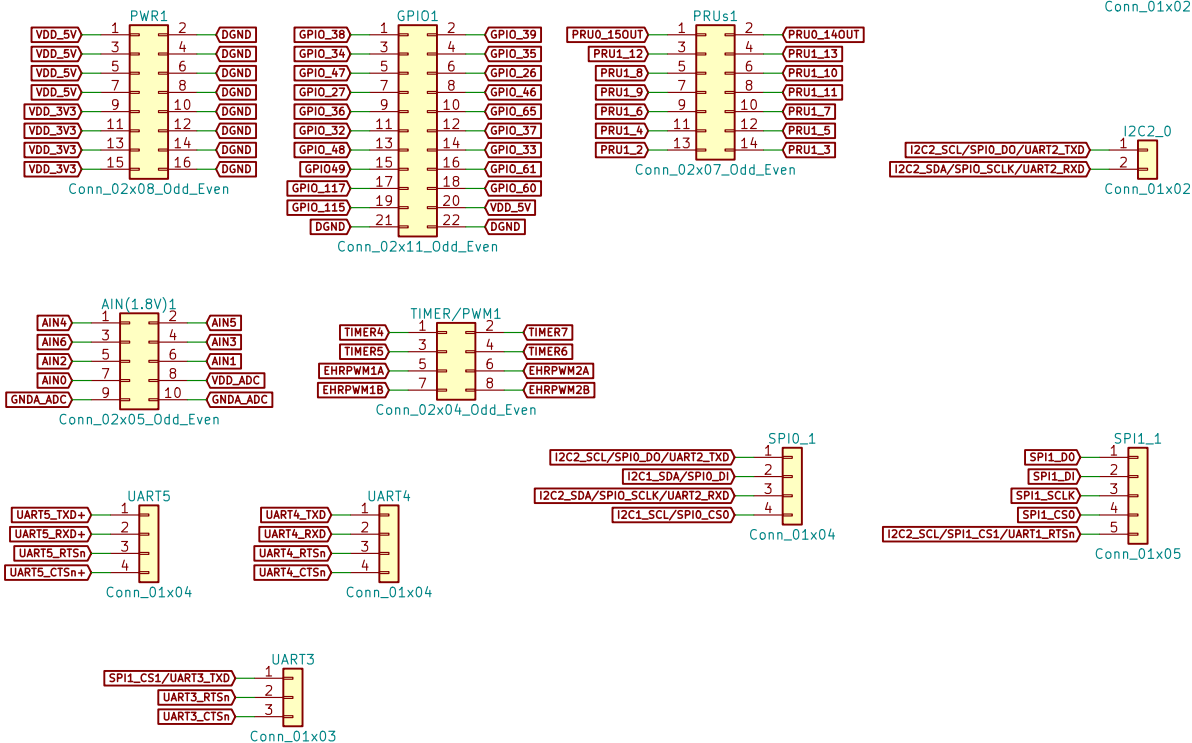 Conn_01x02
PWR1
VDD_5V 1 2 DGND
VDD_5V 3 4 DGND
VDD_5V 5 6 DGND
VDD_5V 7 8 DGND
VDD_3V3 9 10 DGND
VDD_3V3 11 12 DGND
VDD_3V3 13 14 DGND
VDD_3V3 15 16 DGND
Conn_02x08_Odd_Even
GPIO1
GPIO_38 1 2 GPIO_39
GPIO_34 3 4 GPIO_35
GPIO_47 5 6 GPIO_26
GPIO_27 7 8 GPIO_46
GPIO_36 9 10 GPIO_65
GPIO_32 11 12 GPIO_37
GPIO_48 13 14 GPIO_33
GPIO49 15 16 GPIO_61
GPIO_117 17 18 GPIO_60
GPIO_115 19 20 VDD_5V
DGND 21 22 DGND
Conn_02x11_Odd_Even
PRUs1
PRU0_15OUT 1 2 PRU0_14OUT
PRU1_12 3 4 PRU1_13
PRU1_8 5 6 PRU1_10
PRU1_9 7 8 PRU1_11
PRU1_6 9 10 PRU1_7
PRU1_4 11 12 PRU1_5
PRU1_2 13 14 PRU1_3
Conn_02x07_Odd_Even
I2C2_0
I2C2_SCL/SPI0_DO/UART2_TXD 1
I2C2_SDA/SPI0_SCLK/UART2_RXD 2
Conn_01x02
AIN(1.8V)1
AIN4 1 2 AIN5
AIN6 3 4 AIN3
AIN2 5 6 AIN1
AIN0 7 8 VDD_ADC
GNDA_ADC 9 10 GNDA_ADC
Conn_02x05_Odd_Even
TIMER/PWM1
TIMER4 1 2 TIMER7
TIMER5 3 4 TIMER6
EHRPWM1A 5 6 EHRPWM2A
EHRPWM1B 7 8 EHRPWM2B
Conn_02x04_Odd_Even
SPI0_1
I2C2_SCL/SPI0_DO/UART2_TXD 1
I2C1_SDA/SPI0_DI 2
I2C2_SDA/SPI0_SCLK/UART2_RXD 3
I2C1_SCL/SPI0_CS0 4
Conn_01x04
SPI1_1
SPI1_DO 1
SPI1_DI 2
SPI1_SCLK 3
SPI1_CS0 4
I2C2_SCL/SPI1_CS1/UART1_RTSn 5
Conn_01x05
UART5
UART5_TXD+ 1
UART5_RXD+ 2
UART5_RTSn 3
UART5_CTSn+ 4
Conn_01x04
UART4
UART4_TXD 1
UART4_RXD 2
UART4_RTSn 3
UART4_CTSn 4
Conn_01x04
UART3
SPI1_CS1/UART3_TXD 1
UART3_RTSn 2
UART3_CTSn 3
Conn_01x03